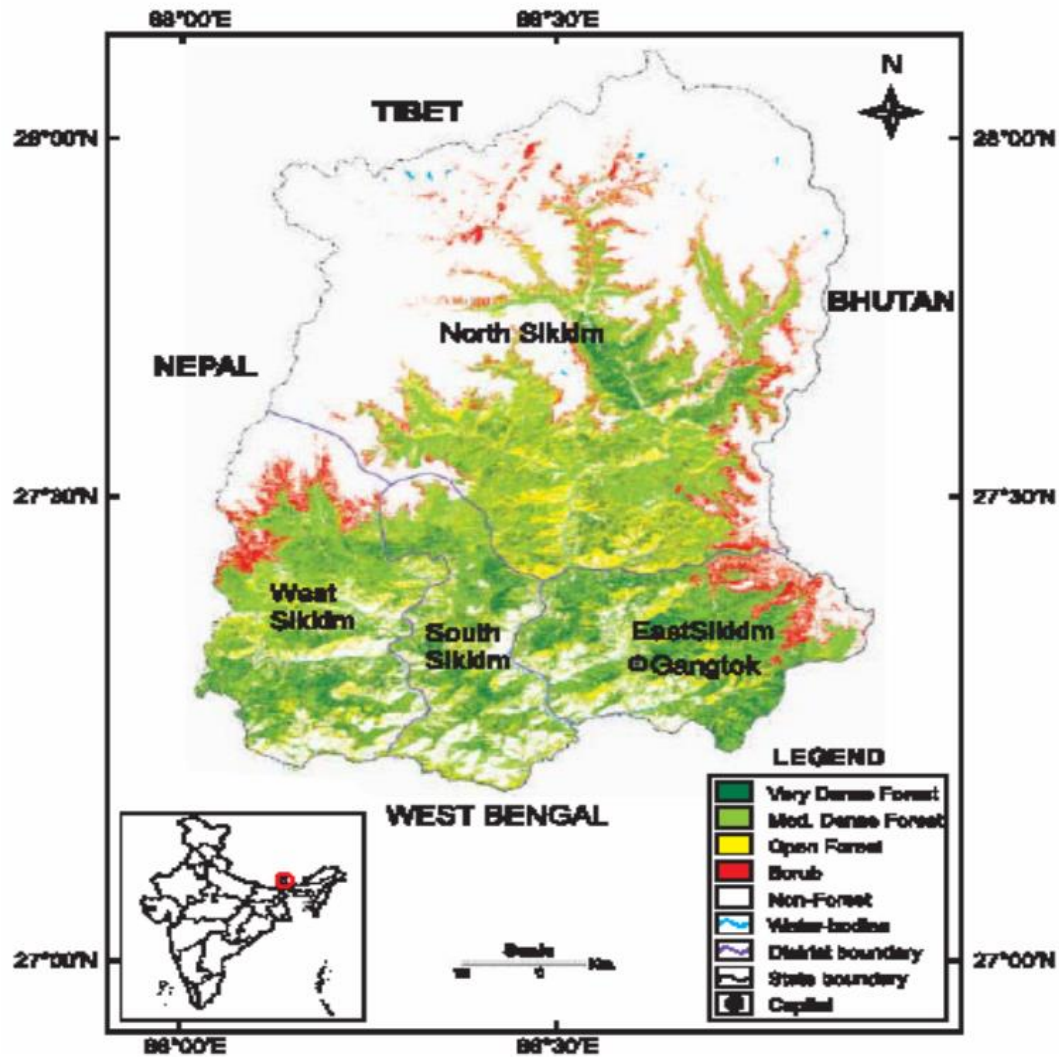 88°00'E 88°30'E
N
TIBET
28°00'N 28°00'N
BHUTAN
North Sikkim
NEPAL
27°30'N 27°30'N
West
Sikkim
South
Sikkim
EastSikkim
Gangtok
LEGEND
Very Dense Forest
Mod. Dense Forest
Open Forest
Scrub
Non-Forest
Water-bodies
District boundary
State boundary
Capital
WEST BENGAL
Scale
10 0 Km.
27°00'N 27°00'N
88°00'E 88°30'E